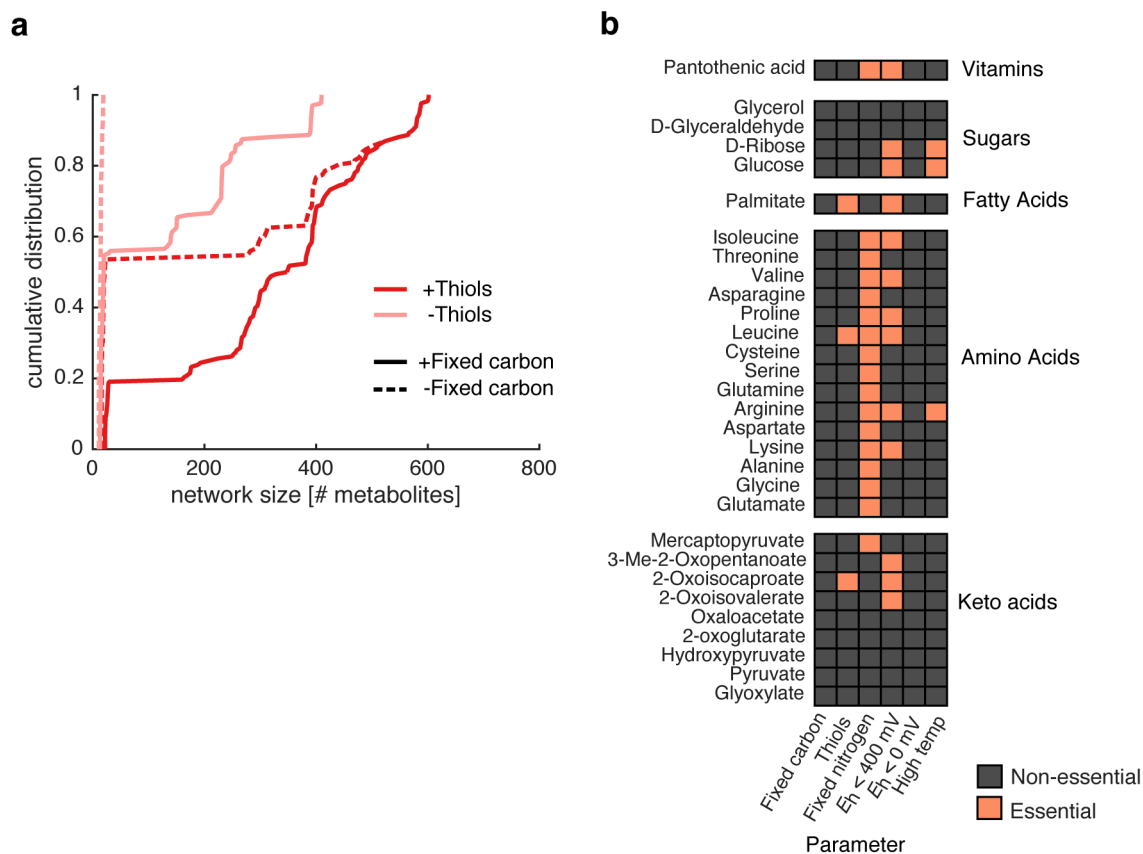 a
1
0.8
0.6
0.4
0.2
0
0
200
400
600
800
cumulative distribution
network size [# metabolites]
+Thiols
-Thiols
+Fixed carbon
-Fixed carbon
b
Pantothenic acid
Vitamins
Glycerol
D-Glyceraldehyde
D-Ribose
Glucose
Sugars
Palmitate
Fatty Acids
Isoleucine
Threonine
Valine
Asparagine
Proline
Leucine
Cysteine
Serine
Glutamine
Arginine
Aspartate
Lysine
Alanine
Glycine
Glutamate
Amino Acids
Mercaptopyruvate
3-Me-2-Oxopentanoate
2-Oxoisocaproate
2-Oxoisovalerate
Oxaloacetate
2-oxoglutarate
Hydroxypyruvate
Pyruvate
Glyoxylate
Keto acids
Fixed carbon
Thiols
Fixed nitrogen
Eh < 400 mV
Eh < 0 mV
High temp
Parameter
Non-essential
Essential